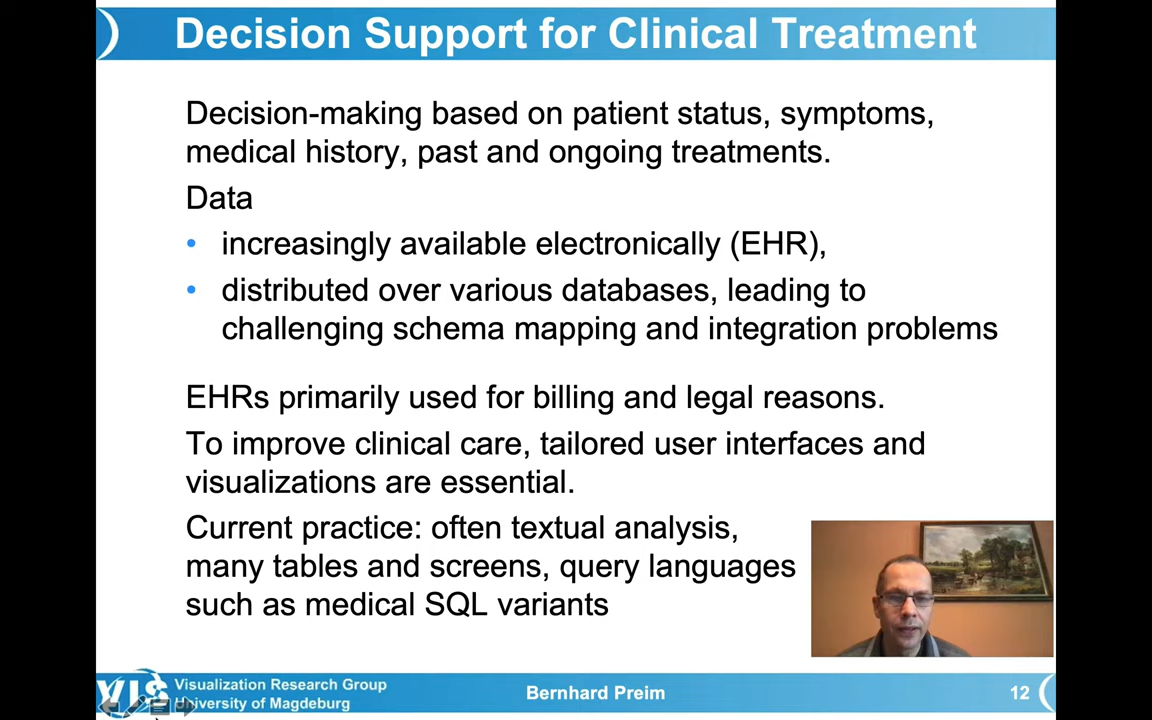 Decision Support for Clinical Treatment
Decision-making based on patient status, symptoms,
medical history, past and ongoing treatments.
Data
• increasingly available electronically (EHR),
• distributed over various databases, leading to
challenging schema mapping and integration problems
EHRs primarily used for billing and legal reasons.
To improve clinical care, tailored user interfaces and
visualizations are essential.
Current practice: often textual analysis,
many tables and screens, query languages
such as medical SQL variants
VIS
Visualization Research Group
University of Magdeburg
Bernhard Preim
12